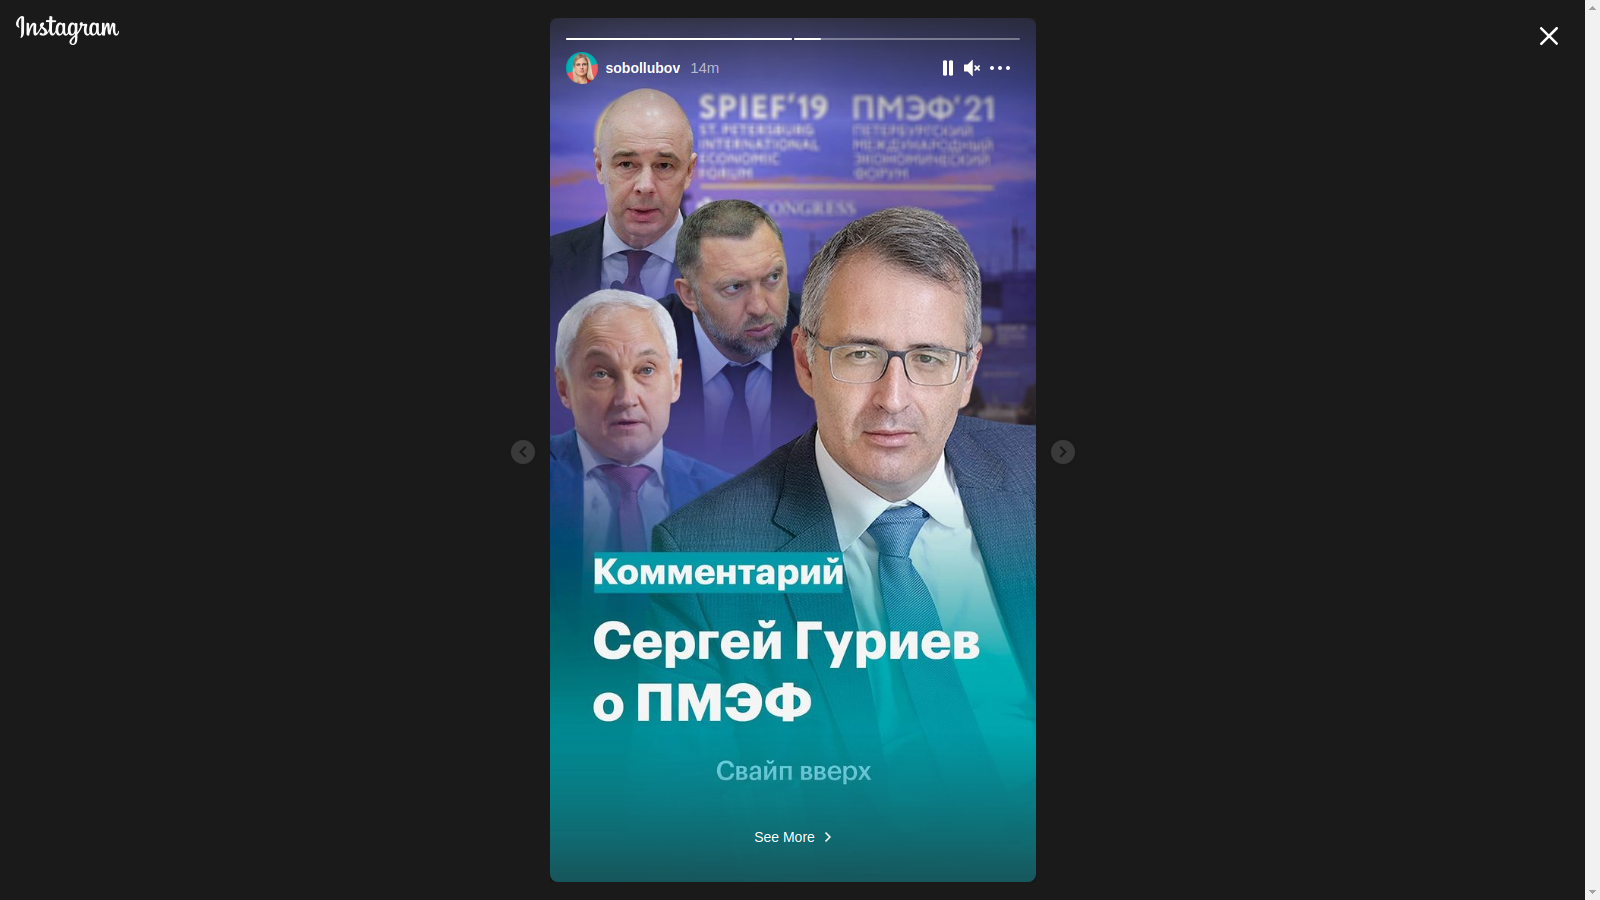 Instagram
sobollubov 14m
SPIEF'19
ST. PETERSBURG
INTERNATIONAL
ECONOMIC
FORUM
ПМЭФ'21
ПЕТЕРБУРГСКИЙ
МЕЖДУНАРОДНЫЙ
ЭКОНОМИЧЕСКИЙ
ФОРУМ
CONGRESS
Комментарий
Сергей Гуриев
о ПМЭФ
Свайп вверх
See More